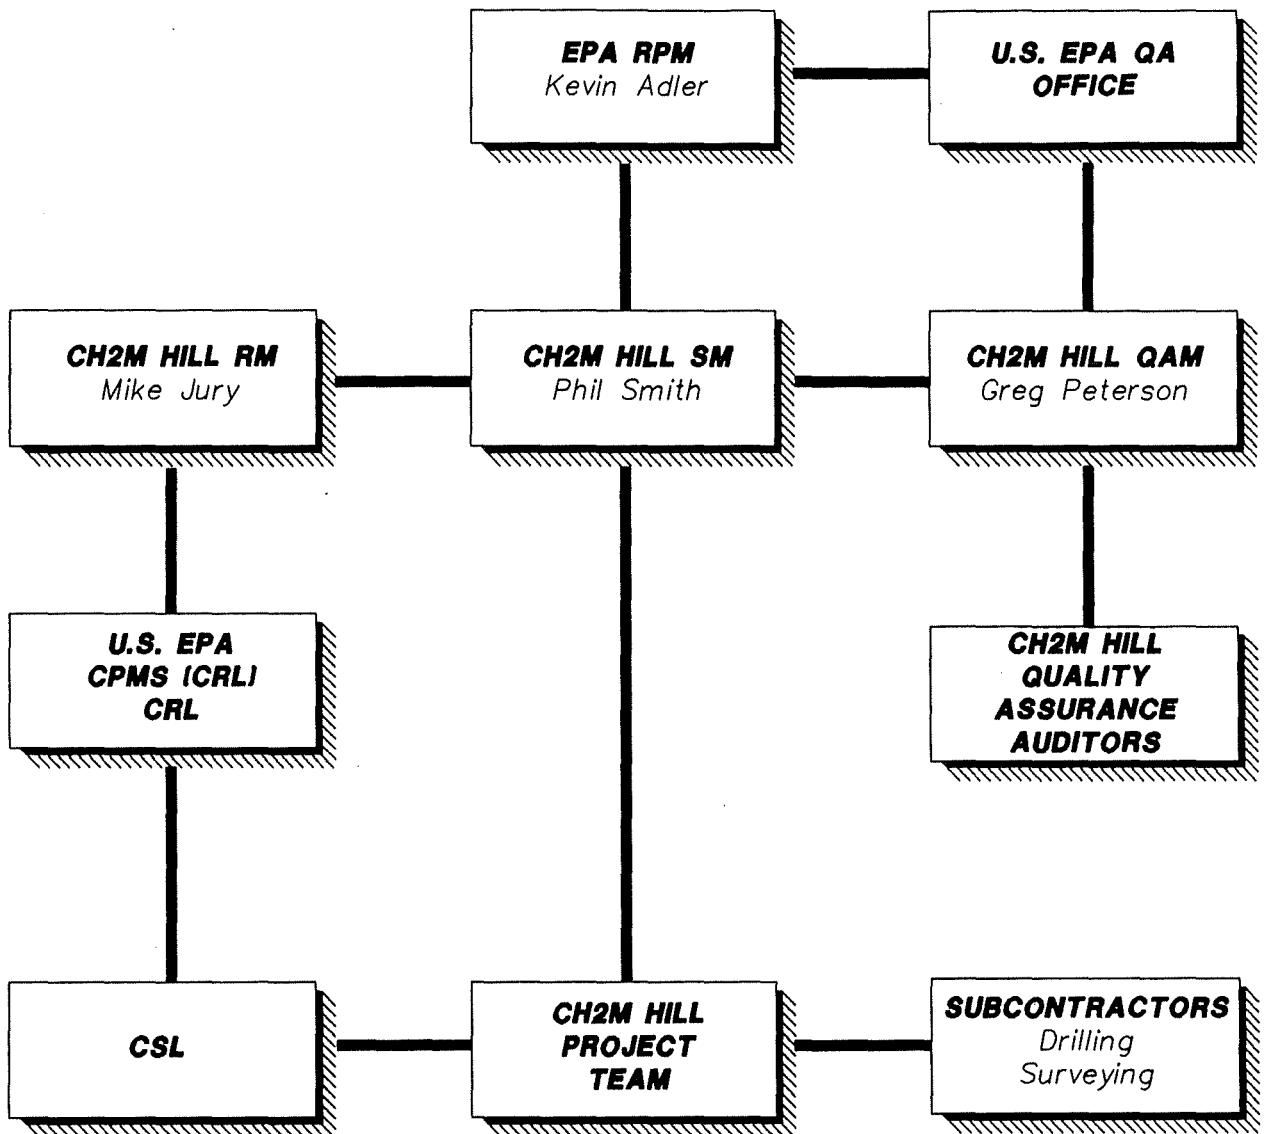 EPA RPM
Kevin Adler
U.S. EPA QA
OFFICE
CH2M HILL RM
Mike Jury
CH2M HILL SM
Phil Smith
CH2M HILL QAM
Greg Peterson
U.S. EPA
CPMS (CRL)
CRL
CH2M HILL
QUALITY
ASSURANCE
AUDITORS
CSL
CH2M HILL
PROJECT
TEAM
SUBCONTRACTORS
Drilling
Surveying